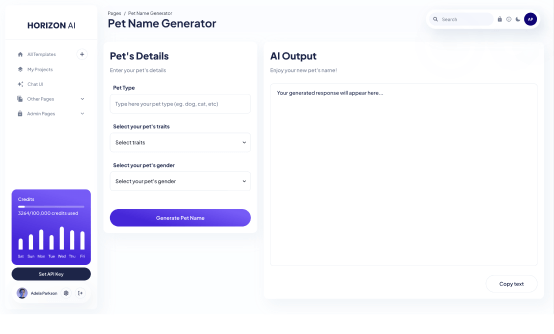 HORIZON AI
All Templates
+
My Projects
Chat UI
Other Pages
Admin Pages
Credits
3264/100.000 credits used
Sat Sun Mon Tue Wed Thu Fri
Set API Key
Adela Parkson
Pages / Pet Name Generator
Pet Name Generator
Search
AP
Pet's Details
Enter your pet's details
Pet Type
Type here your pet type (eg. dog, cat, etc)
Select your pet's traits
Select traits
Select your pet's gender
Select your pet's gender
Generate Pet Name
AI Output
Enjoy your new pet's name!
Your generated response will appear here...
Copy text